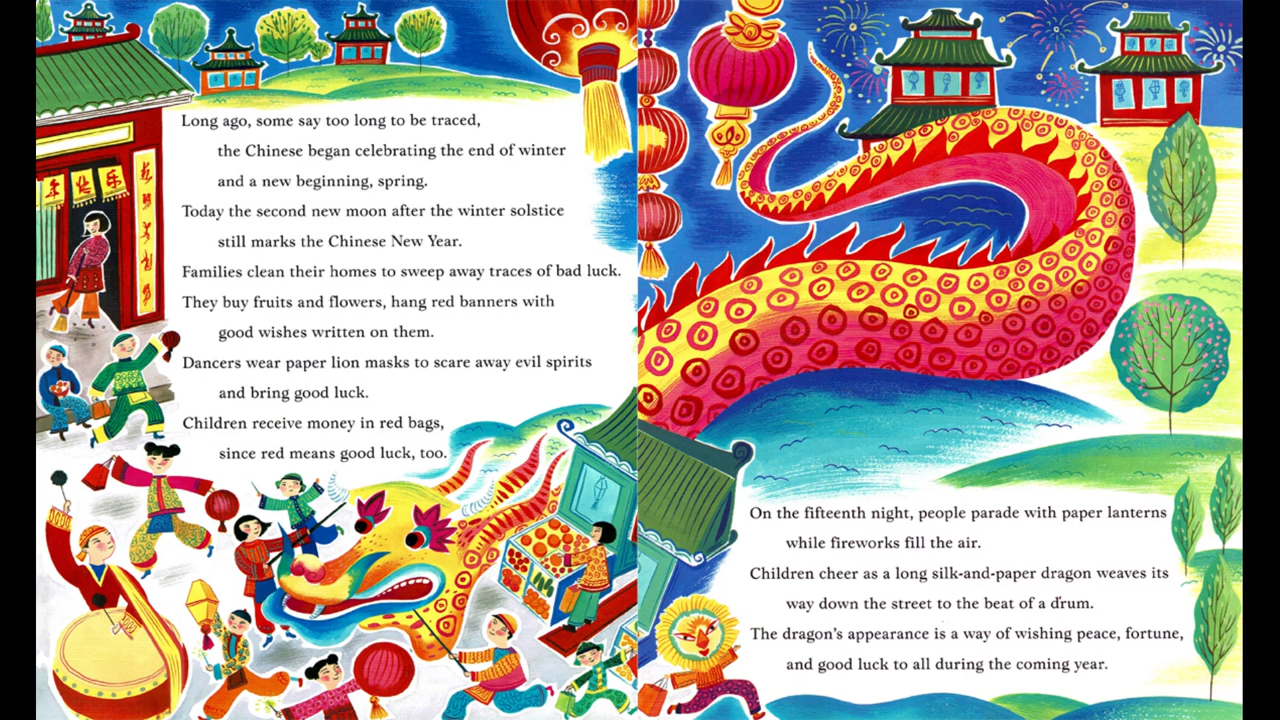 Long ago, some say too long to be traced,
the Chinese began celebrating the end of winter
and a new beginning, spring.
Today the second new moon after the winter solstice
still marks the Chinese New Year.
Families clean their homes to sweep away traces of bad luck.
They buy fruits and flowers, hang red banners with
good wishes written on them.
Dancers wear paper lion masks to scare away evil spirits
and bring good luck.
Children receive money in red bags,
since red means good luck, too.
年 快 乐
On the fifteenth night, people parade with paper lanterns
while fireworks fill the air.
Children cheer as a long silk-and-paper dragon weaves its
way down the street to the beat of a drum.
The dragon's appearance is a way of wishing peace, fortune,
and good luck to all during the coming year.